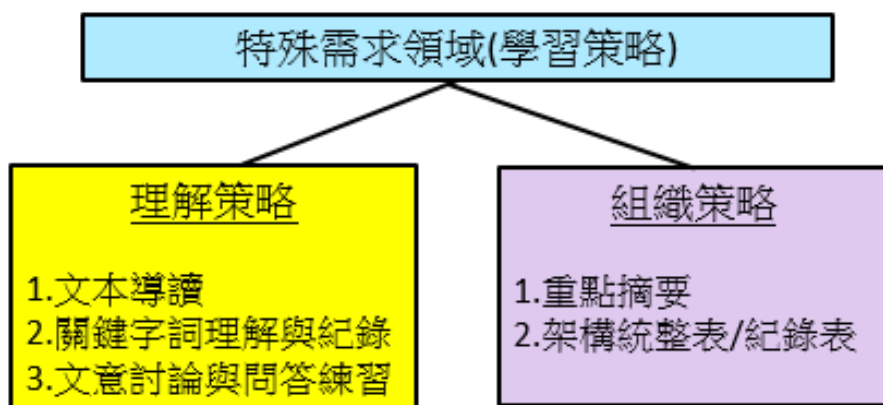 特殊需求領域(學習策略)
理解策略
1.文本導讀
2.關鍵字詞理解與紀錄
3.文意討論與問答練習
組織策略
1.重點摘要
2.架構統整表/紀錄表